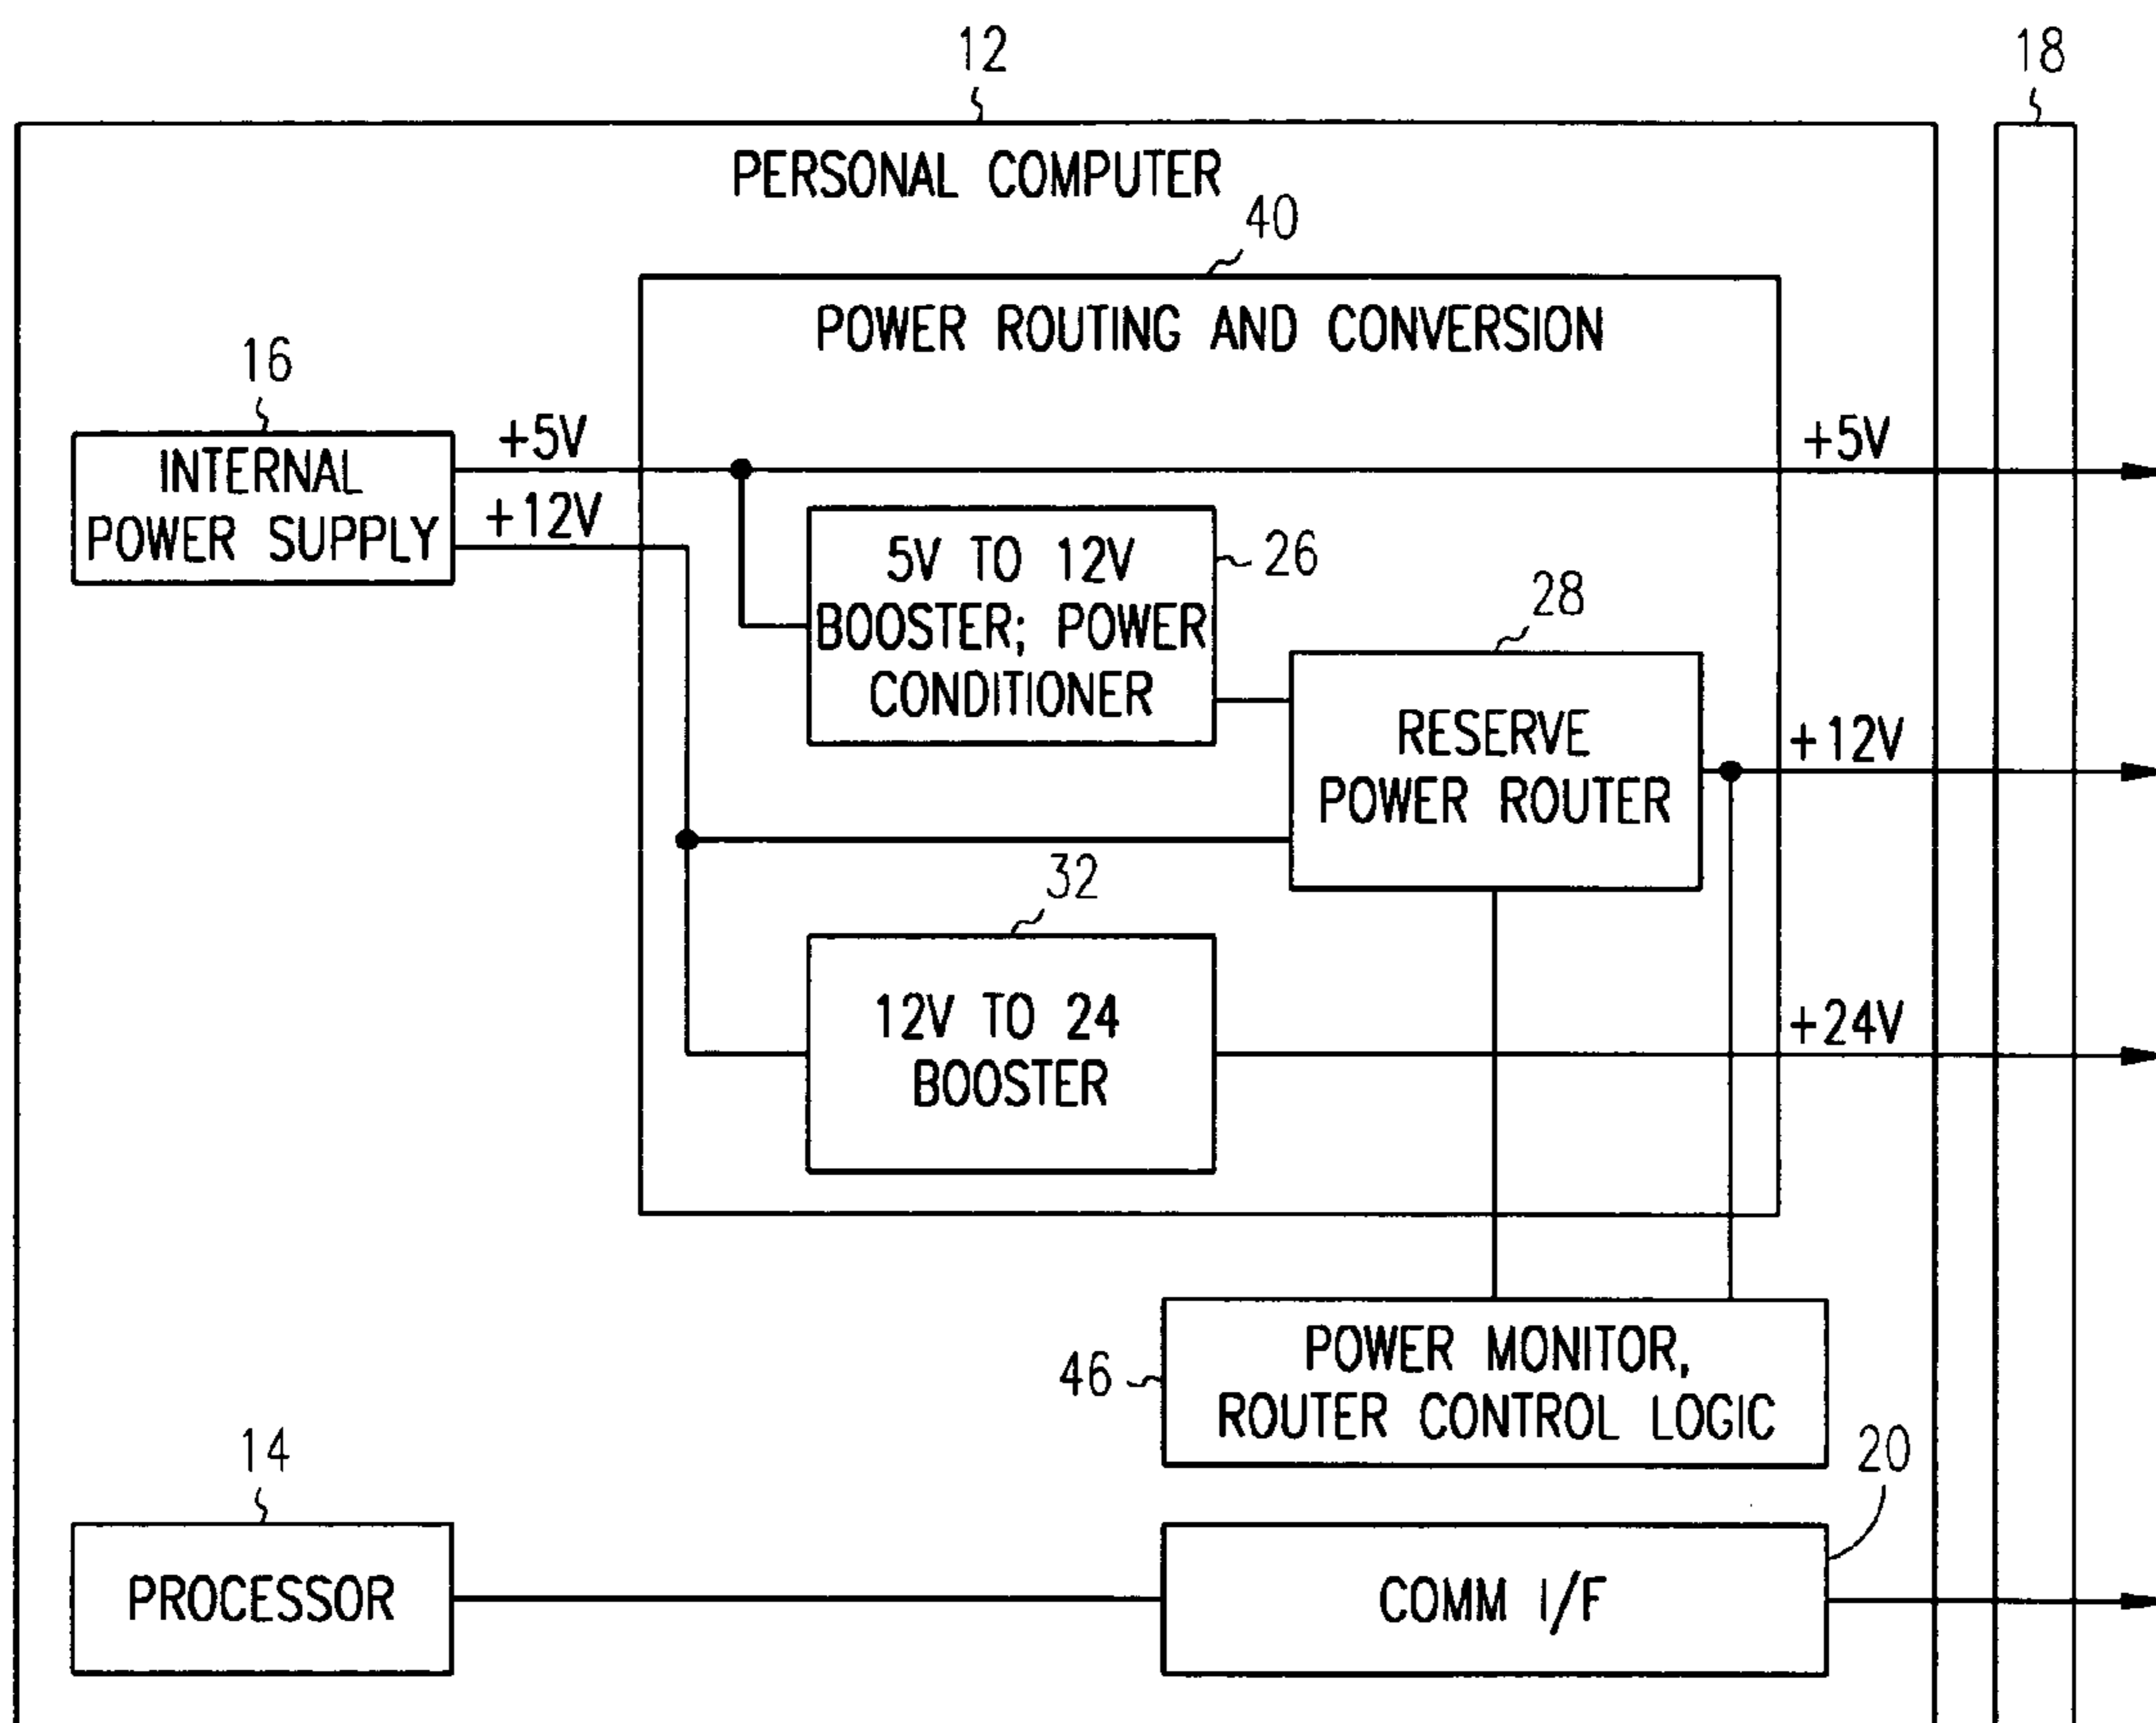 12
18
PERSONAL COMPUTER
40
POWER ROUTING AND CONVERSION
16
INTERNAL
POWER SUPPLY
+5V
+12V
+5V
5V TO 12V
BOOSTER; POWER
CONDITIONER
26
28
RESERVE
POWER ROUTER
+12V
32
12V TO 24
BOOSTER
+24V
46
POWER MONITOR,
ROUTER CONTROL LOGIC
14
PROCESSOR
20
COMM I/F